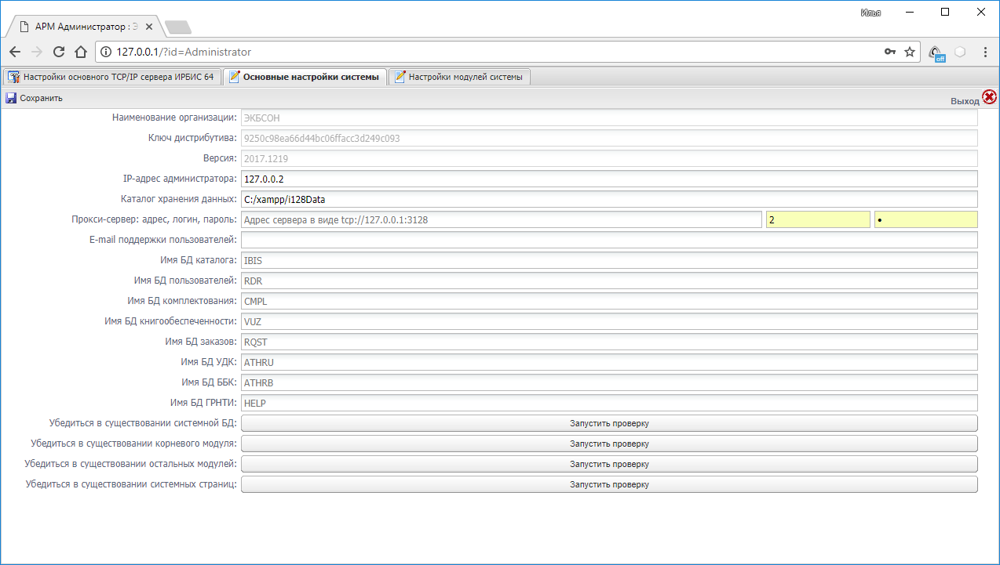 Илья
АРМ Администратор : Э
127.0.0.1/?id=Administrator
off
Настройки основного TCP/IP сервера ИРБИС 64
Основные настройки системы
Настройки модулей системы
Сохранить
Выход
Наименование организации: ЭКБСОН
Ключ дистрибутива: 9250c98ea66d44bc06ffacc3d249c093
Версия: 2017.1219
IP-адрес администратора: 127.0.0.2
Каталог хранения данных: C:/xampp/i128Data
Прокси-сервер: адрес, логин, пароль: Адрес сервера в виде tcp://127.0.0.1:3128 2 •
E-mail поддержки пользователей:
Имя БД каталога: IBIS
Имя БД пользователей: RDR
Имя БД комплектования: CMPL
Имя БД книгообеспеченности: VUZ
Имя БД заказов: RQST
Имя БД УДК: ATHRU
Имя БД ББК: ATHRB
Имя БД ГРНТИ: HELP
Убедиться в существовании системной БД: Запустить проверку
Убедиться в существовании корневого модуля: Запустить проверку
Убедиться в существовании остальных модулей: Запустить проверку
Убедиться в существовании системных страниц: Запустить проверку